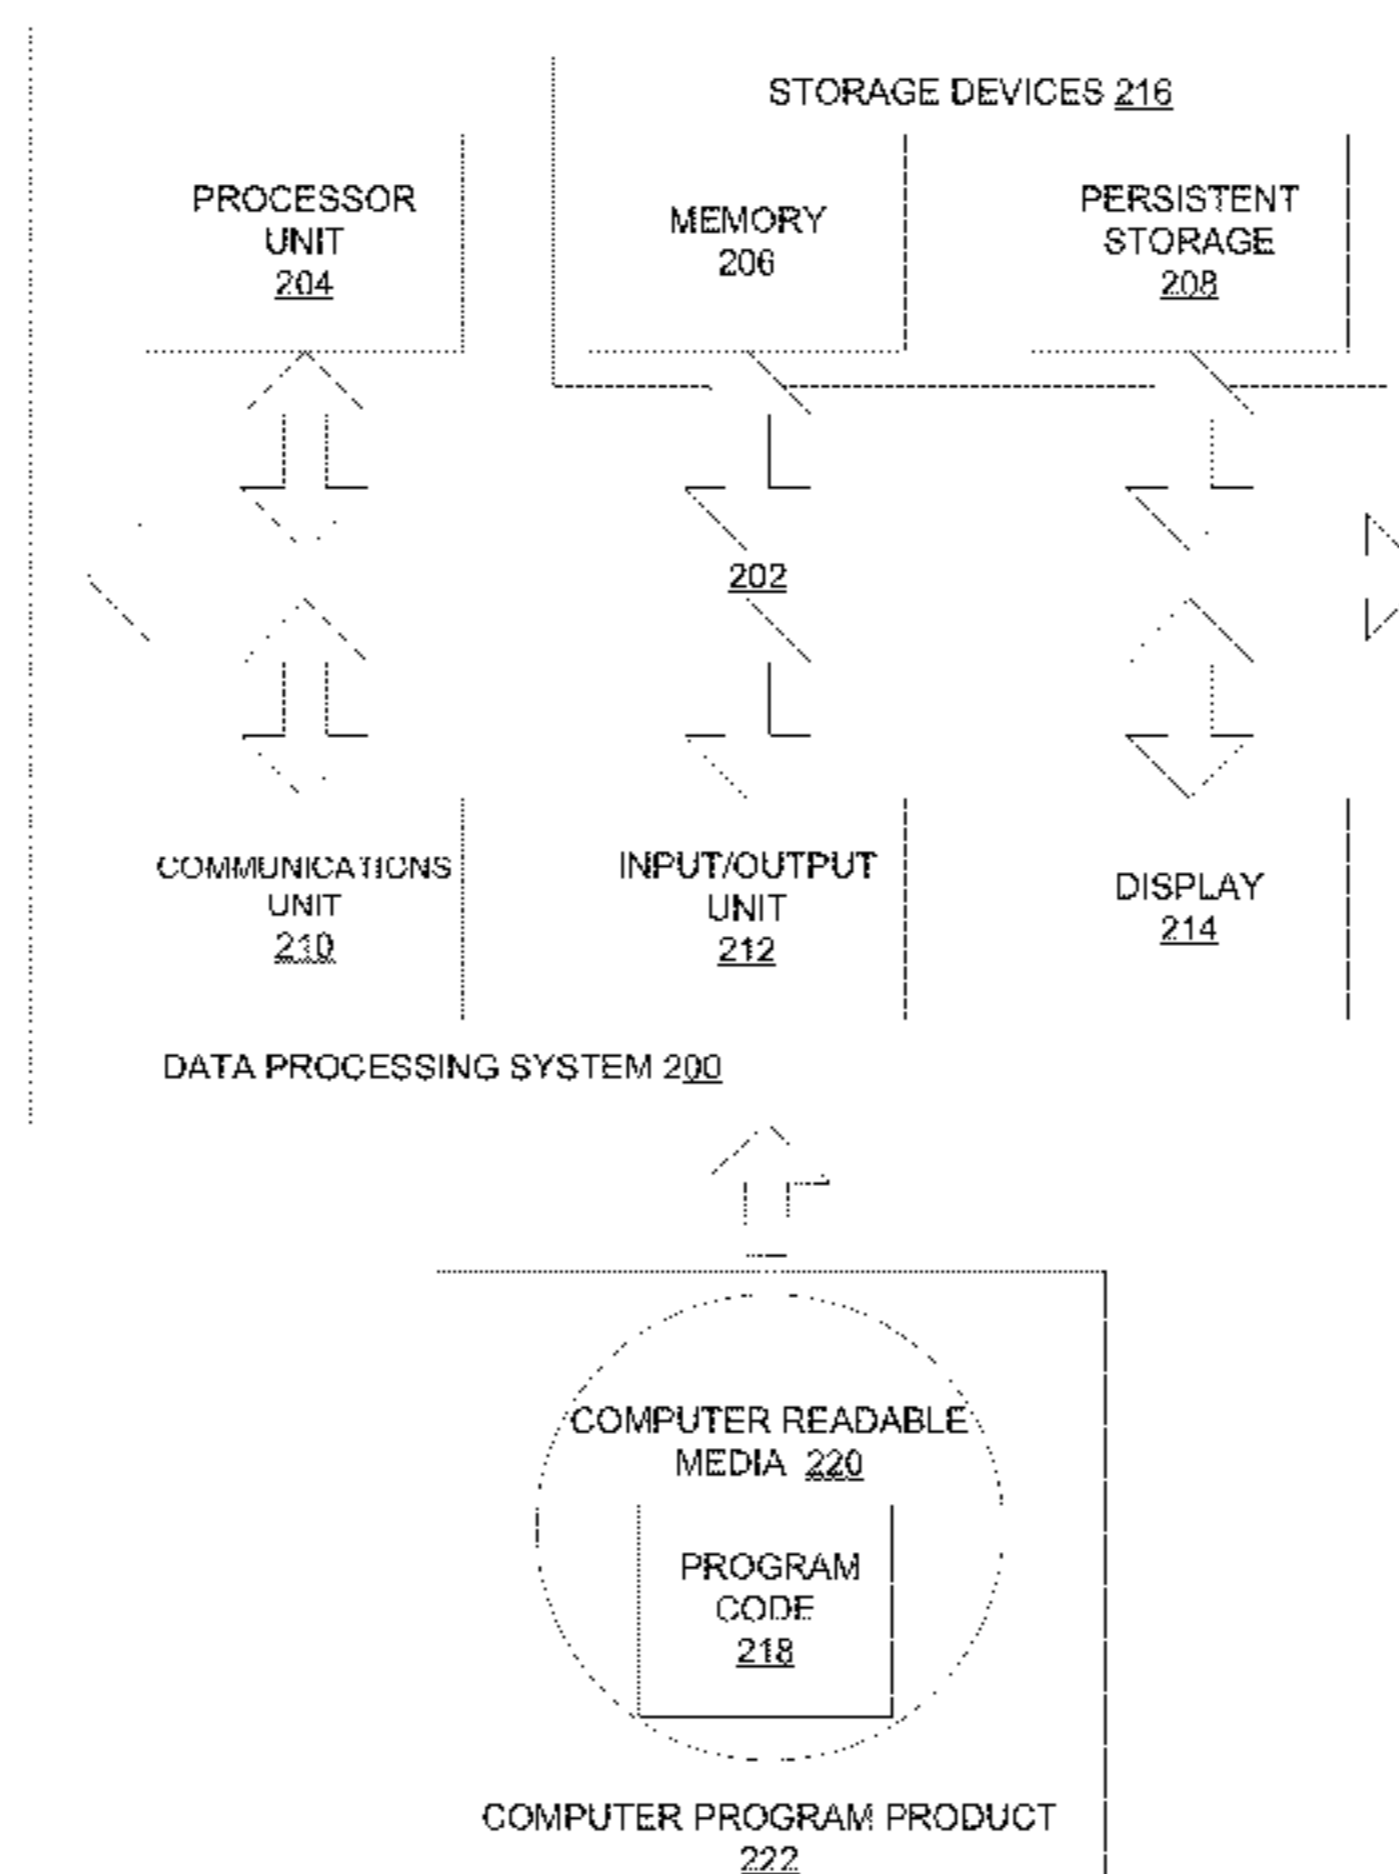 STORAGE DEVICES 216
PROCESSOR
UNIT
204
MEMORY
206
PERSISTENT
STORAGE
208
202
COMMUNICATIONS
UNIT
210
INPUT/OUTPUT
UNIT
212
DISPLAY
214
DATA PROCESSING SYSTEM 200
COMPUTER READABLE
MEDIA 220
PROGRAM
CODE
218
COMPUTER PROGRAM PRODUCT
222